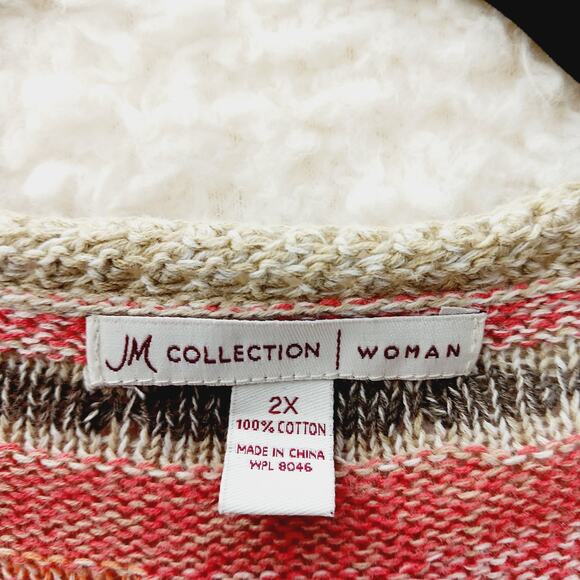 JM COLLECTION | WOMAN
2X
100% COTTON
MADE IN CHINA
WPL 8046